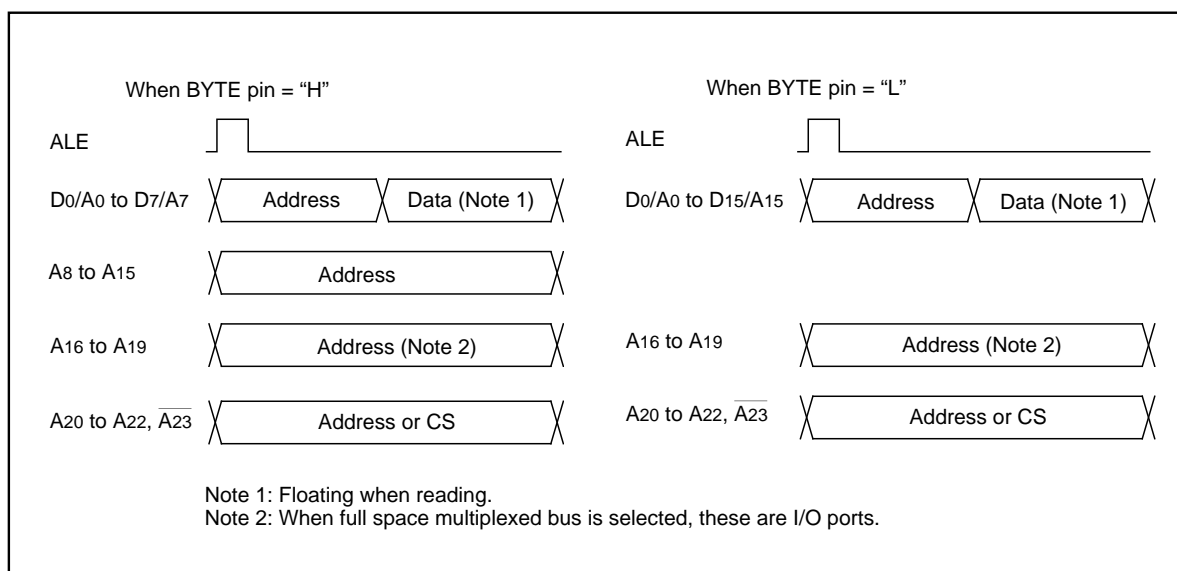 When BYTE pin = “H”
ALE
D0/A0 to D7/A7
Address
Data (Note 1)
A8 to A15
Address
A16 to A19
Address (Note 2)
A20 to A22, A23
Address or CS
When BYTE pin = “L”
ALE
D0/A0 to D15/A15
Address
Data (Note 1)
A16 to A19
Address (Note 2)
A20 to A22, A23
Address or CS
Note 1: Floating when reading.
Note 2: When full space multiplexed bus is selected, these are I/O ports.